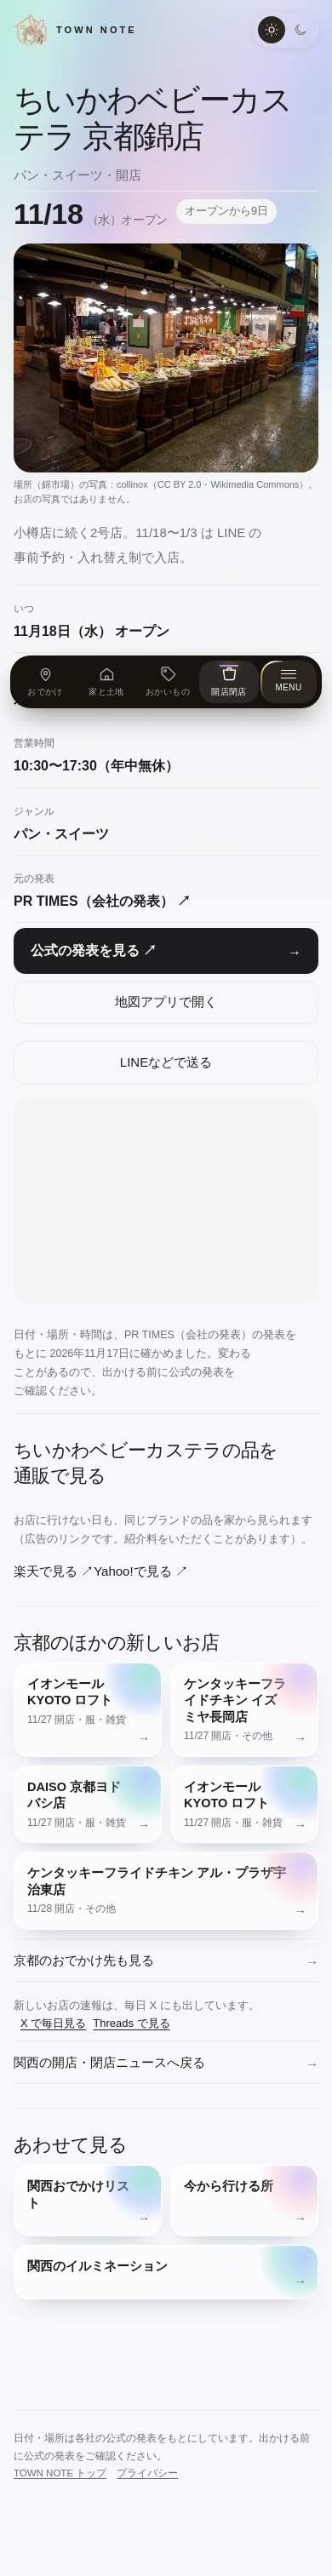 TOWN NOTE
ちいかわベビーカス
テラ 京都錦店
パン・スイーツ・開店
11/18（水）オープン オープンから9日
場所（錦市場）の写真：collinox（CC BY 2.0・Wikimedia Commons）。
お店の写真ではありません。
小樽店に続く2号店。11/18〜1/3 は LINE の
事前予約・入れ替え制で入店。
いつ
11月18日（水） オープン
おでかけ
家と土地
おかいもの
開店閉店
MENU
営業時間
10:30〜17:30（年中無休）
ジャンル
パン・スイーツ
元の発表
PR TIMES（会社の発表） ↗
公式の発表を見る ↗ →
地図アプリで開く
LINEなどで送る
日付・場所・時間は、PR TIMES（会社の発表）の発表を
もとに 2026年11月17日に確かめました。変わる
ことがあるので、出かける前に公式の発表を
ご確認ください。
ちいかわベビーカステラの品を
通販で見る
お店に行けない日も、同じブランドの品を家から見られます
（広告のリンクです。紹介料をいただくことがあります）。
楽天で見る ↗Yahoo!で見る ↗
京都のほかの新しいお店
イオンモール
KYOTO ロフト
11/27 開店・服・雑貨
→
ケンタッキーフラ
イドチキン イズ
ミヤ長岡店
11/27 開店・その他
→
DAISO 京都ヨド
バシ店
11/27 開店・服・雑貨
→
イオンモール
KYOTO ロフト
11/27 開店・服・雑貨
→
ケンタッキーフライドチキン アル・プラザ宇
治東店
11/28 開店・その他
→
京都のおでかけ先も見る →
新しいお店の速報は、毎日 X にも出しています。
X で毎日見る Threads で見る
関西の開店・閉店ニュースへ戻る →
あわせて見る
関西おでかけリス
ト
→
今から行ける所
→
関西のイルミネーション
→
日付・場所は各社の公式の発表をもとにしています。出かける前
に公式の発表をご確認ください。
TOWN NOTE トップ プライバシー